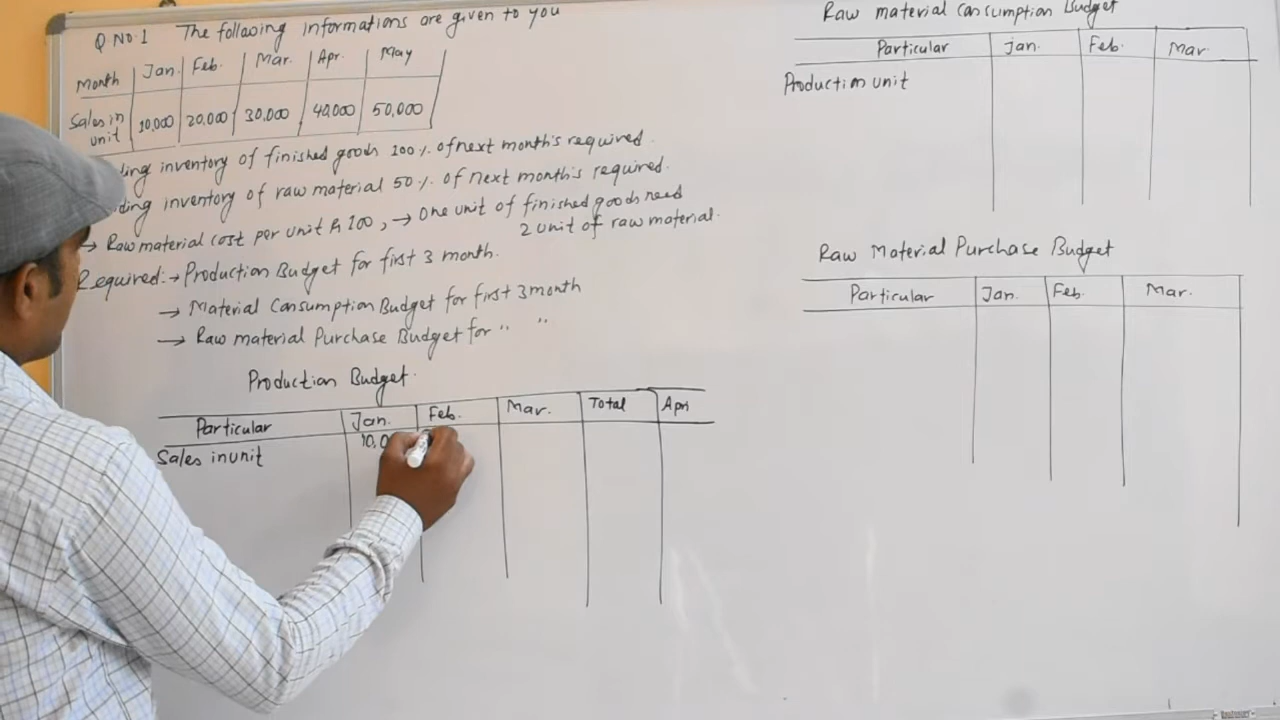 Q No.1 The following informations are given to you
Month Jan. Feb. Mar. Apr. May
Sales in unit 10,000 20,000 30,000 40,000 50,000
ding inventory of finished goods 100% of next month's required.
ding inventory of raw material 50% of next month's required.
→ Raw material cost per unit Rs 100, → One unit of finished goods need
2 unit of raw material.
Required:→ Production Budget for first 3 month.
→ Material Consumption Budget for first 3 month
→ Raw material Purchase Budget for " "
Production Budget.
Particular Jan. Feb. Mar. Total Apri
Sales in unit 10,0
Raw material Consumption Budget
Particular Jan. Feb. Mar.
Production unit
Raw Material Purchase Budget
Particular Jan. Feb. Mar.